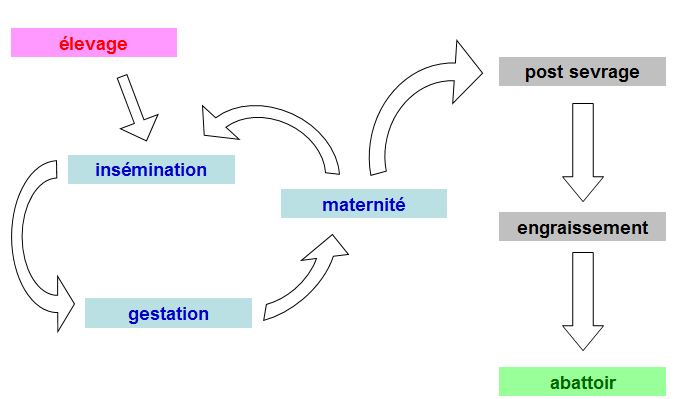 élevage
insémination
gestation
maternité
post sevrage
engraissement
abattoir